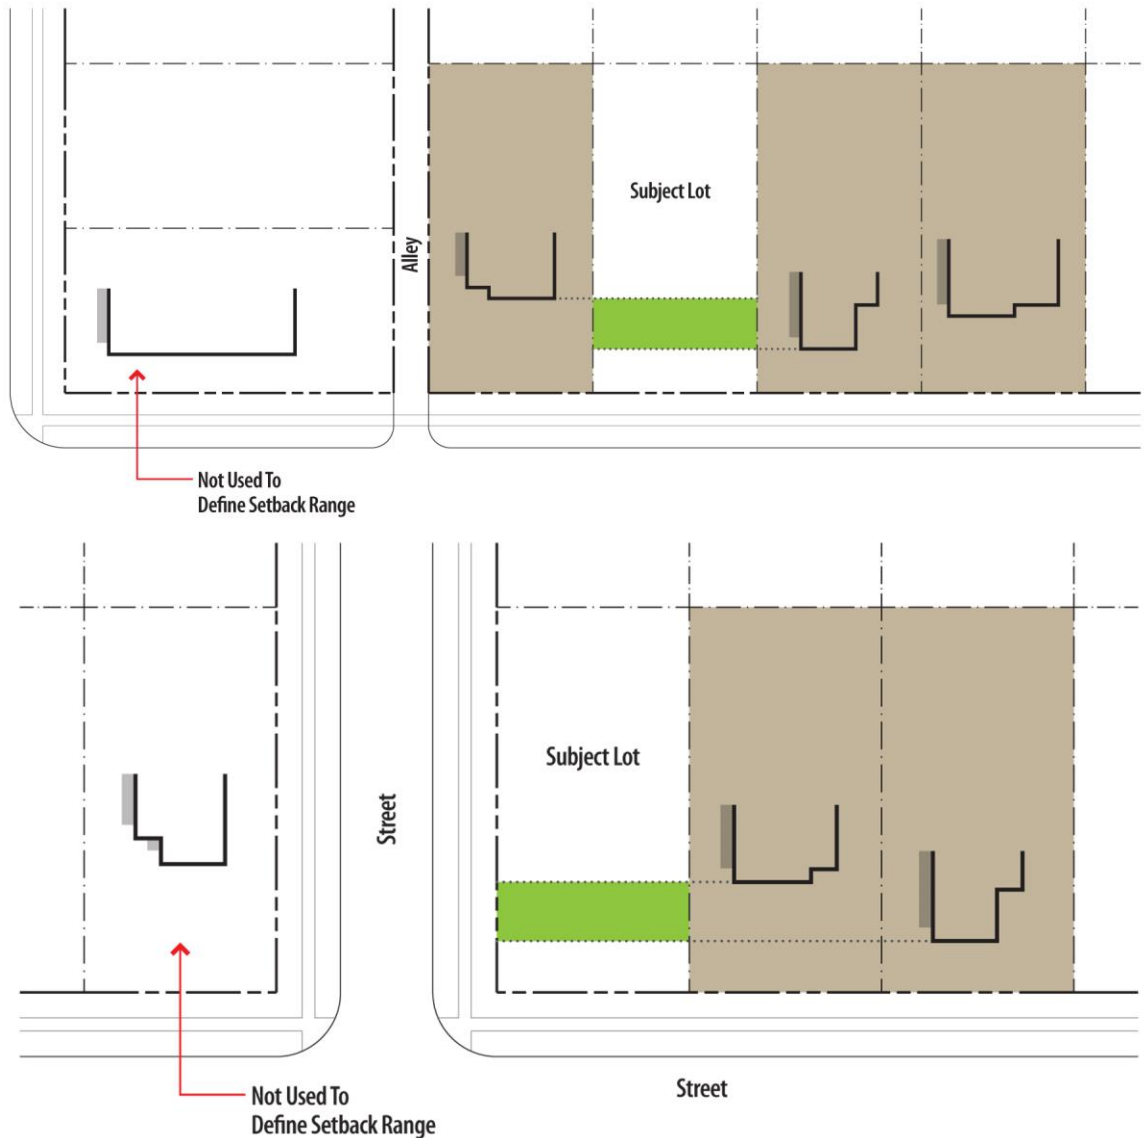 Subject Lot
Alley
Not Used To
Define Setback Range
Subject Lot
Street
Street
Not Used To
Define Setback Range